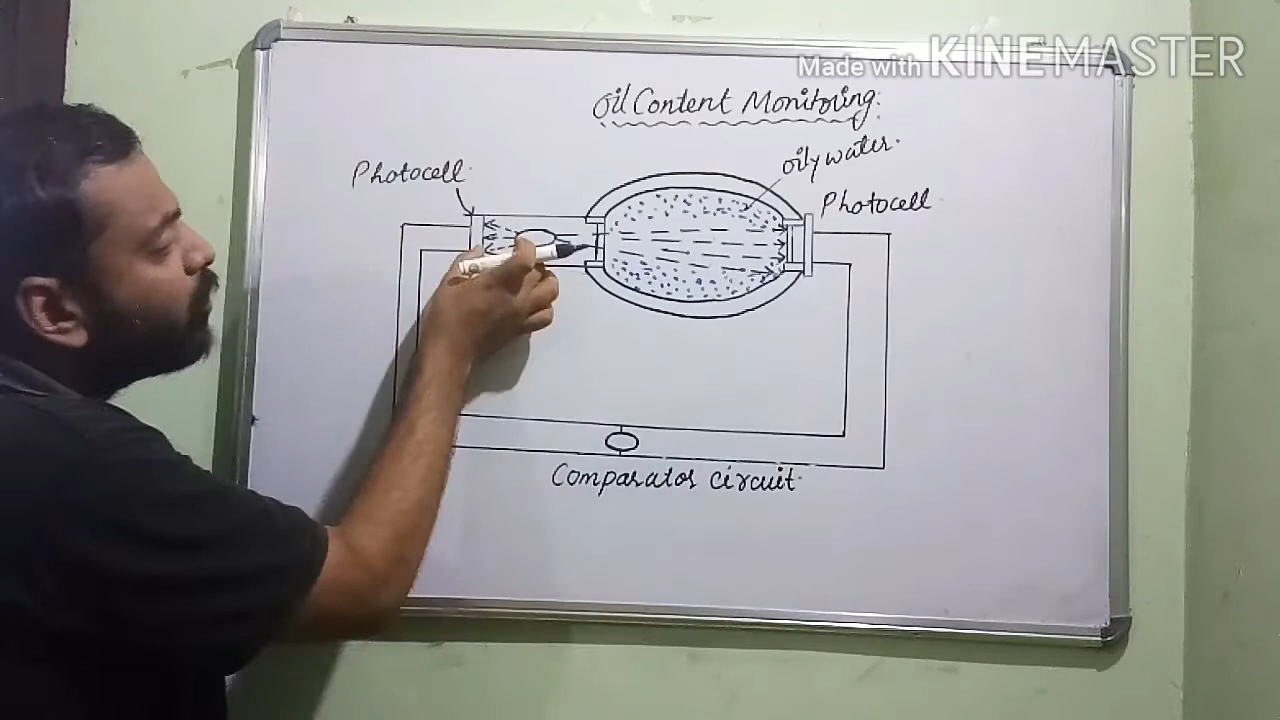 Made with KINEMASTER
Oil Content Monitoring:
oily water.
Photocell
Photocell
Comparator circuit.